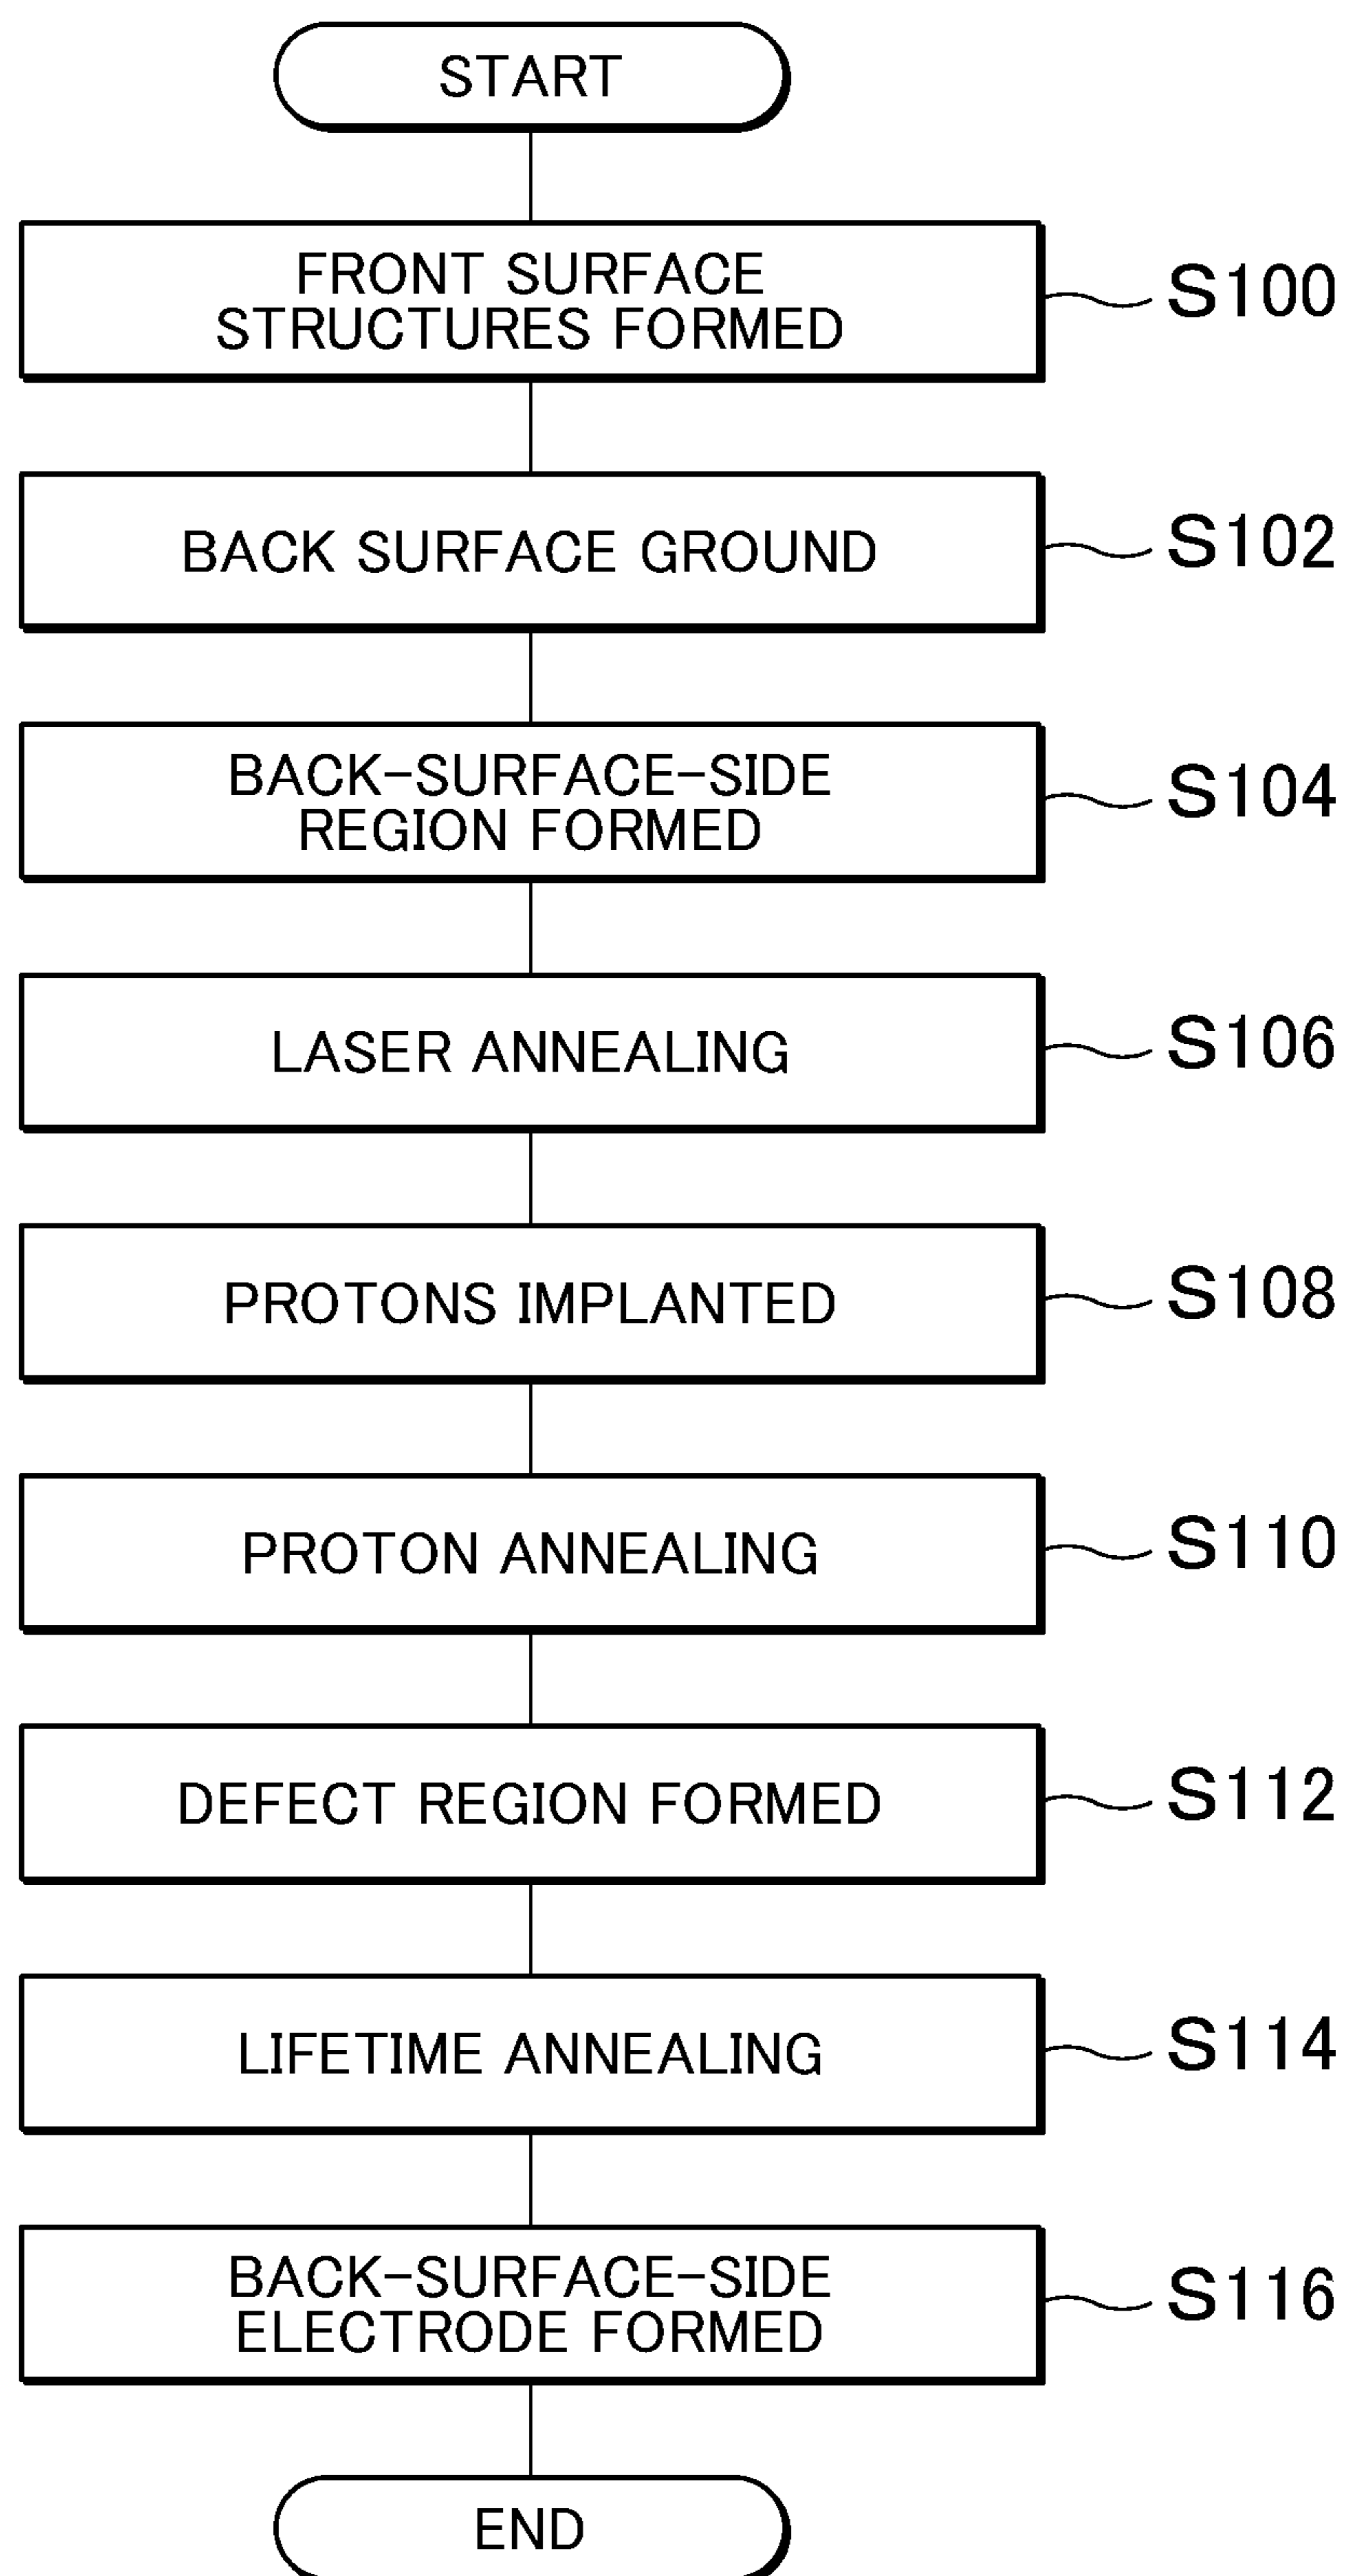 START
FRONT SURFACE
STRUCTURES FORMED
S100
BACK SURFACE GROUND
S102
BACK-SURFACE-SIDE
REGION FORMED
S104
LASER ANNEALING
S106
PROTONS IMPLANTED
S108
PROTON ANNEALING
S110
DEFECT REGION FORMED
S112
LIFETIME ANNEALING
S114
BACK-SURFACE-SIDE
ELECTRODE FORMED
S116
END